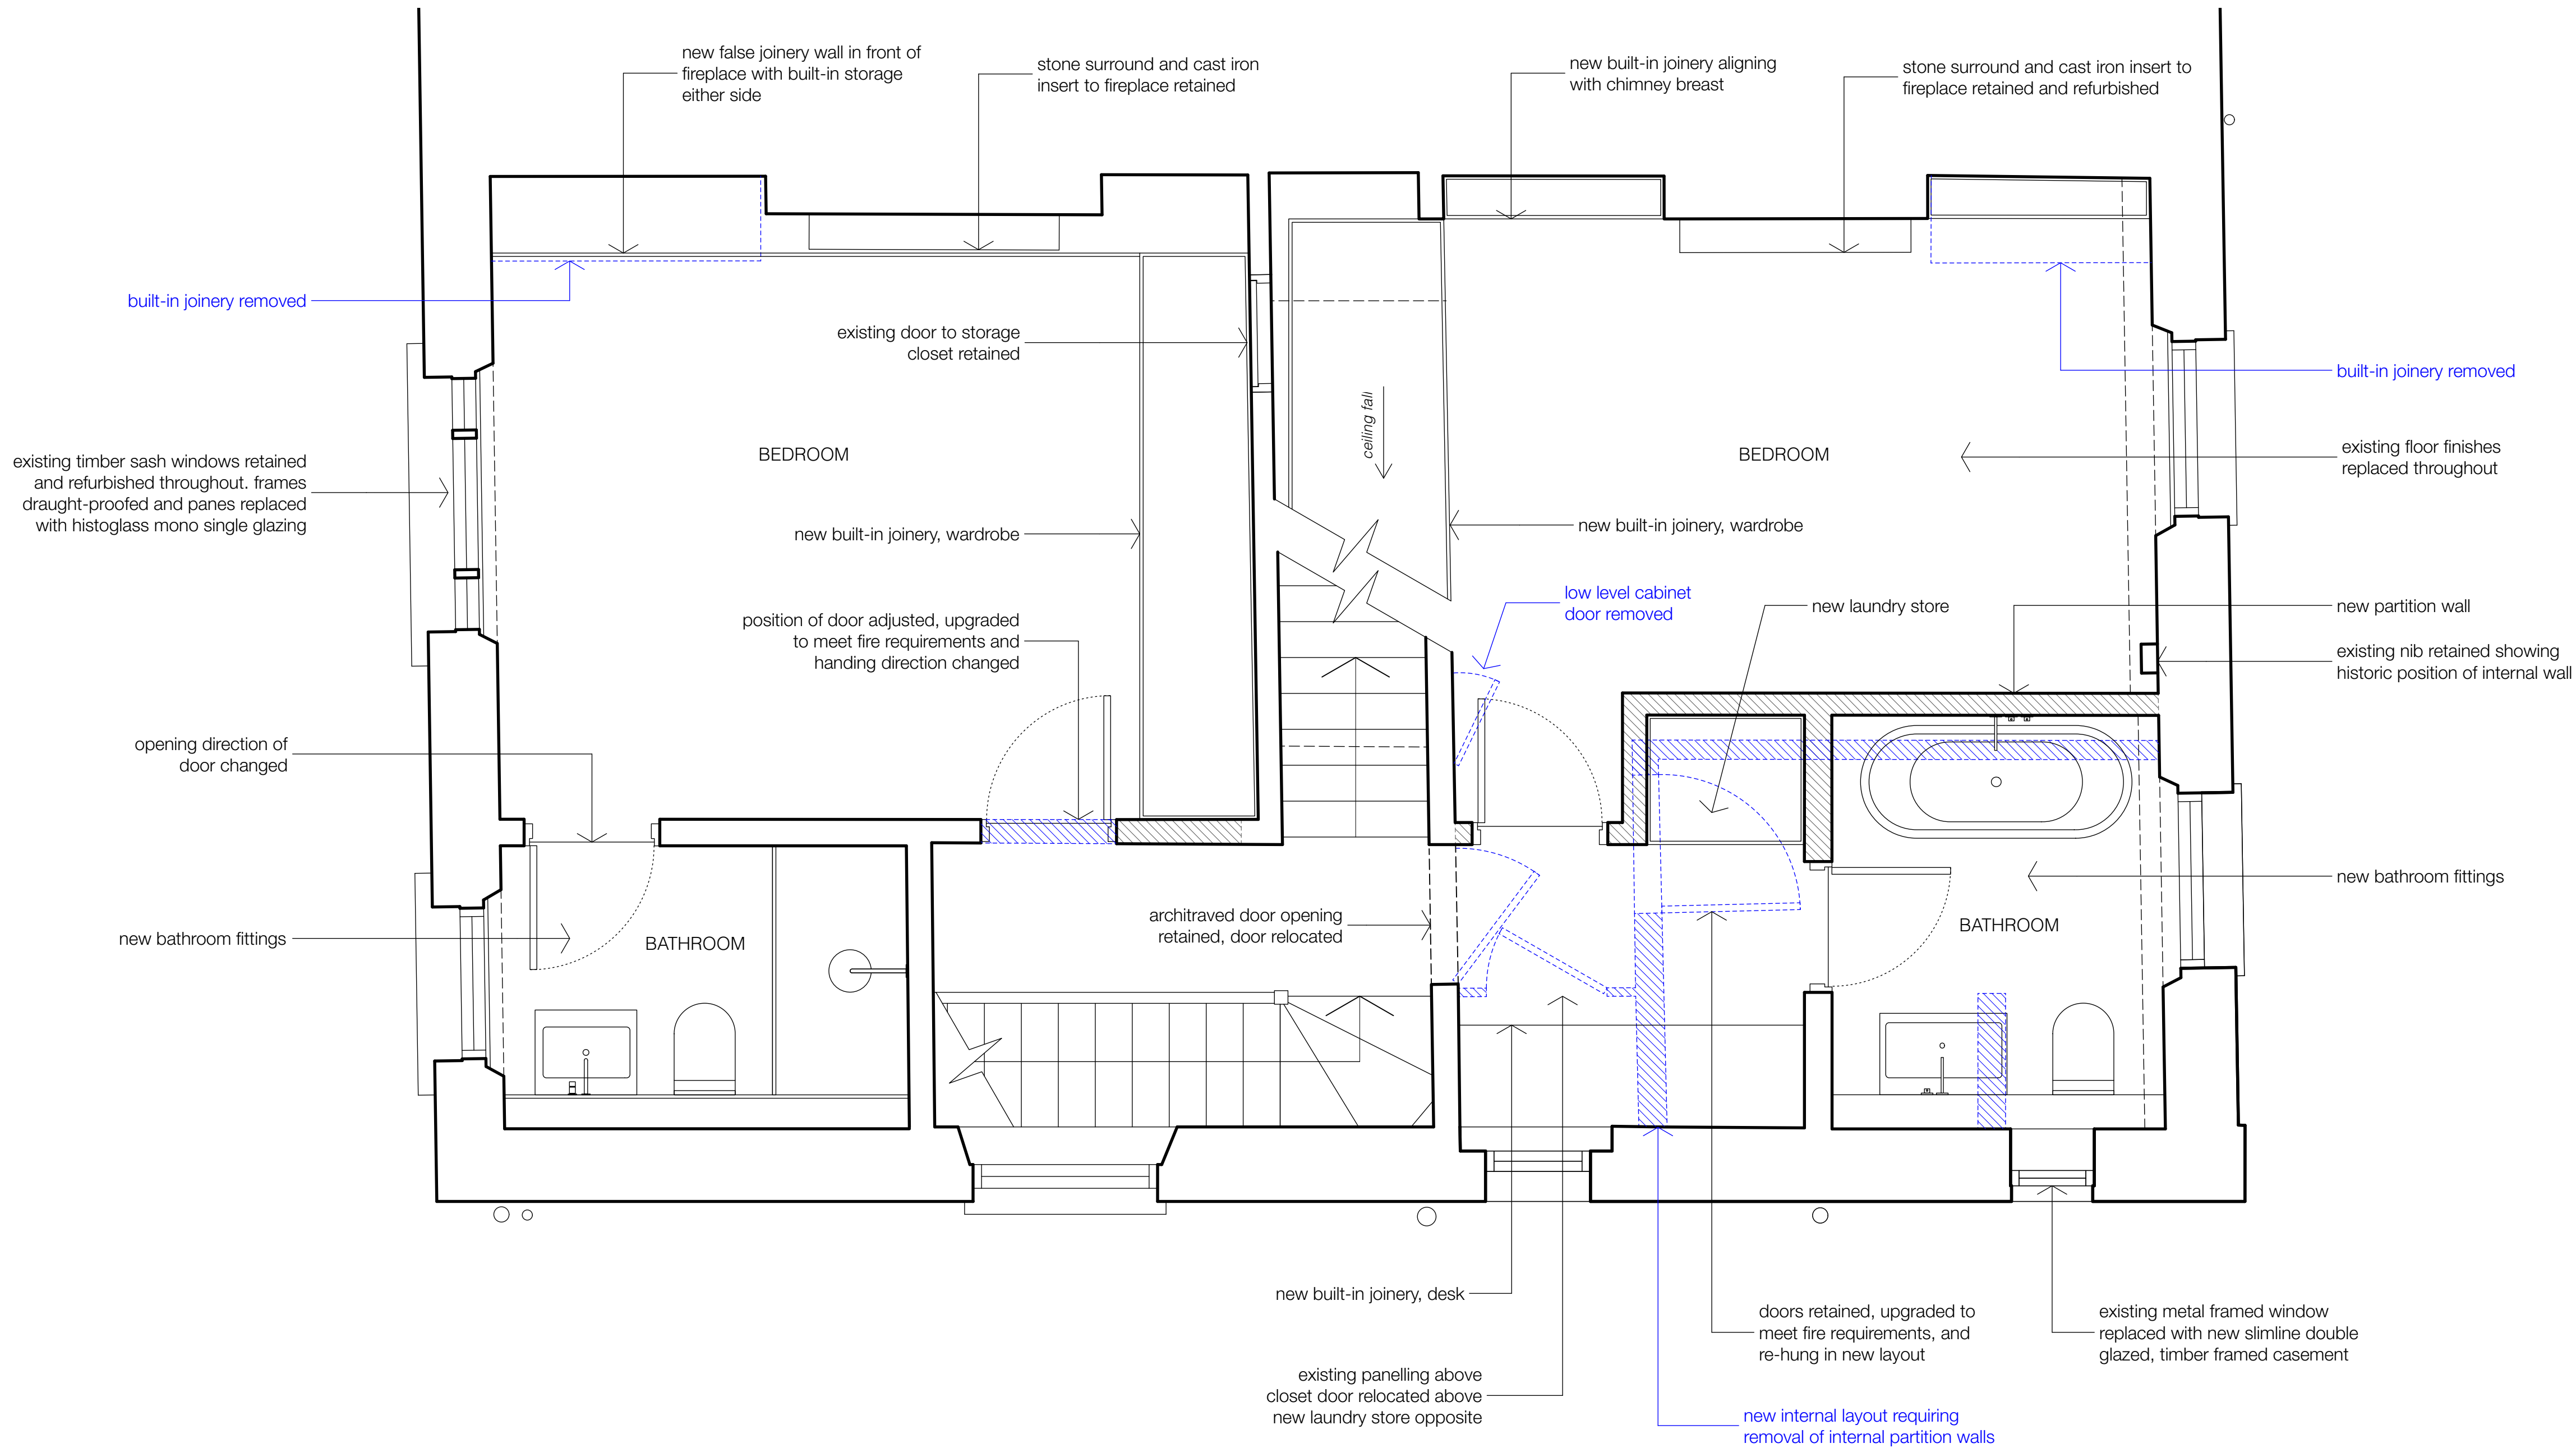 new false joinery wall in front of
fireplace with built-in storage
either side
stone surround and cast iron
insert to fireplace retained
new built-in joinery aligning
with chimney breast
stone surround and cast iron insert to
fireplace retained and refurbished
built-in joinery removed
existing door to storage
closet retained
built-in joinery removed
ceiling fall
BEDROOM
BEDROOM
existing floor finishes
replaced throughout
existing timber sash windows retained
and refurbished throughout. frames
draught-proofed and panes replaced
with histoglass mono single glazing
new built-in joinery, wardrobe
new built-in joinery, wardrobe
low level cabinet
door removed
new laundry store
new partition wall
position of door adjusted, upgraded
to meet fire requirements and
handing direction changed
existing nib retained showing
historic position of internal wall
opening direction of
door changed
new bathroom fittings
architraved door opening
retained, door relocated
new bathroom fittings
BATHROOM
BATHROOM
new built-in joinery, desk
doors retained, upgraded to
meet fire requirements, and
re-hung in new layout
existing metal framed window
replaced with new slimline double
glazed, timber framed casement
existing panelling above
closet door relocated above
new laundry store opposite
new internal layout requiring
removal of internal partition walls